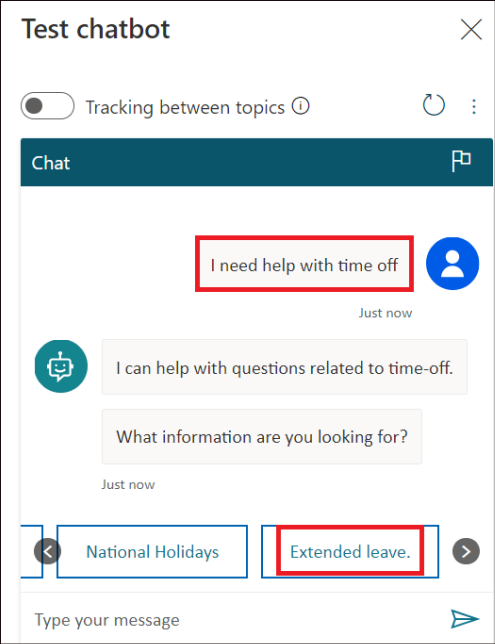 Test chatbot
Tracking between topics
Chat
I need help with time off
Just now
I can help with questions related to time-off.
What information are you looking for?
Just now
National Holidays
Extended leave.
Type your message